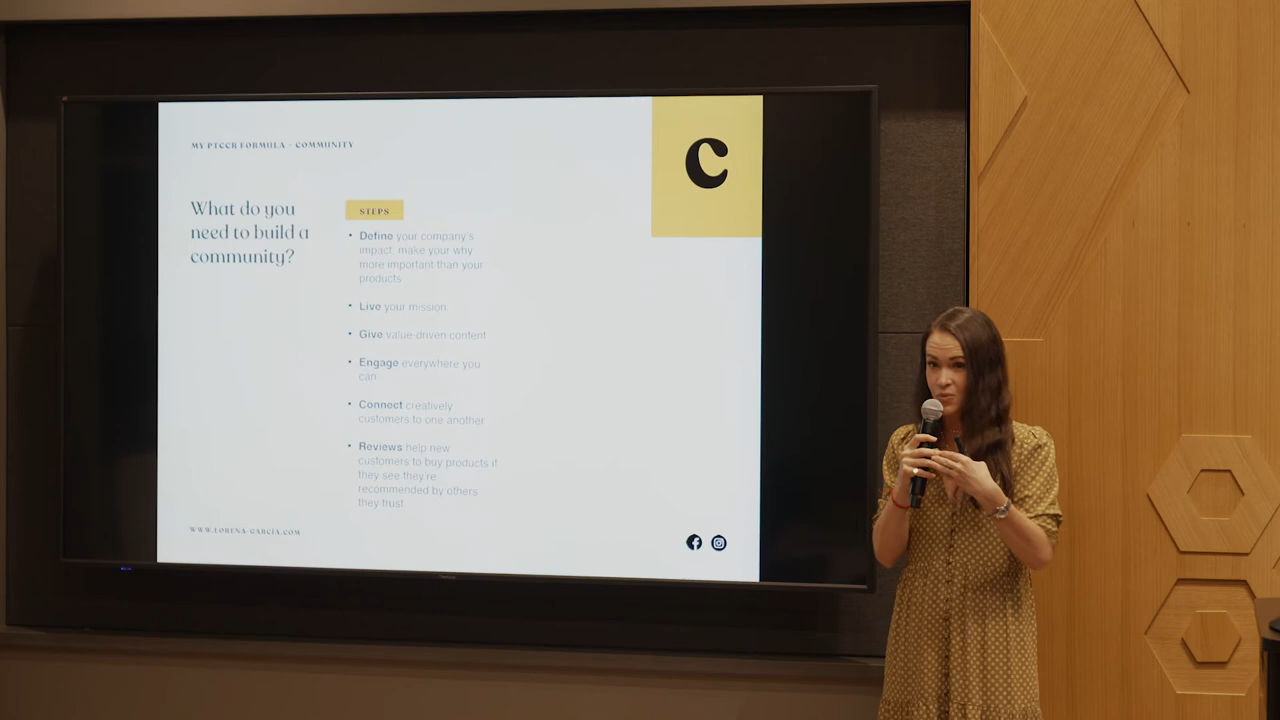 MY PTCCR FORMULA - COMMUNITY
C
What do you
need to build a
community?
STEPS
• Define your company's
impact, make your why
more important than your
products
• Live your mission
• Give value-driven content
• Engage everywhere you
can
• Connect creatively
customers to one another
• Reviews help new
customers to buy products if
they see they're
recommended by others
they trust
WWW.LORENA-GARCÍA.COM